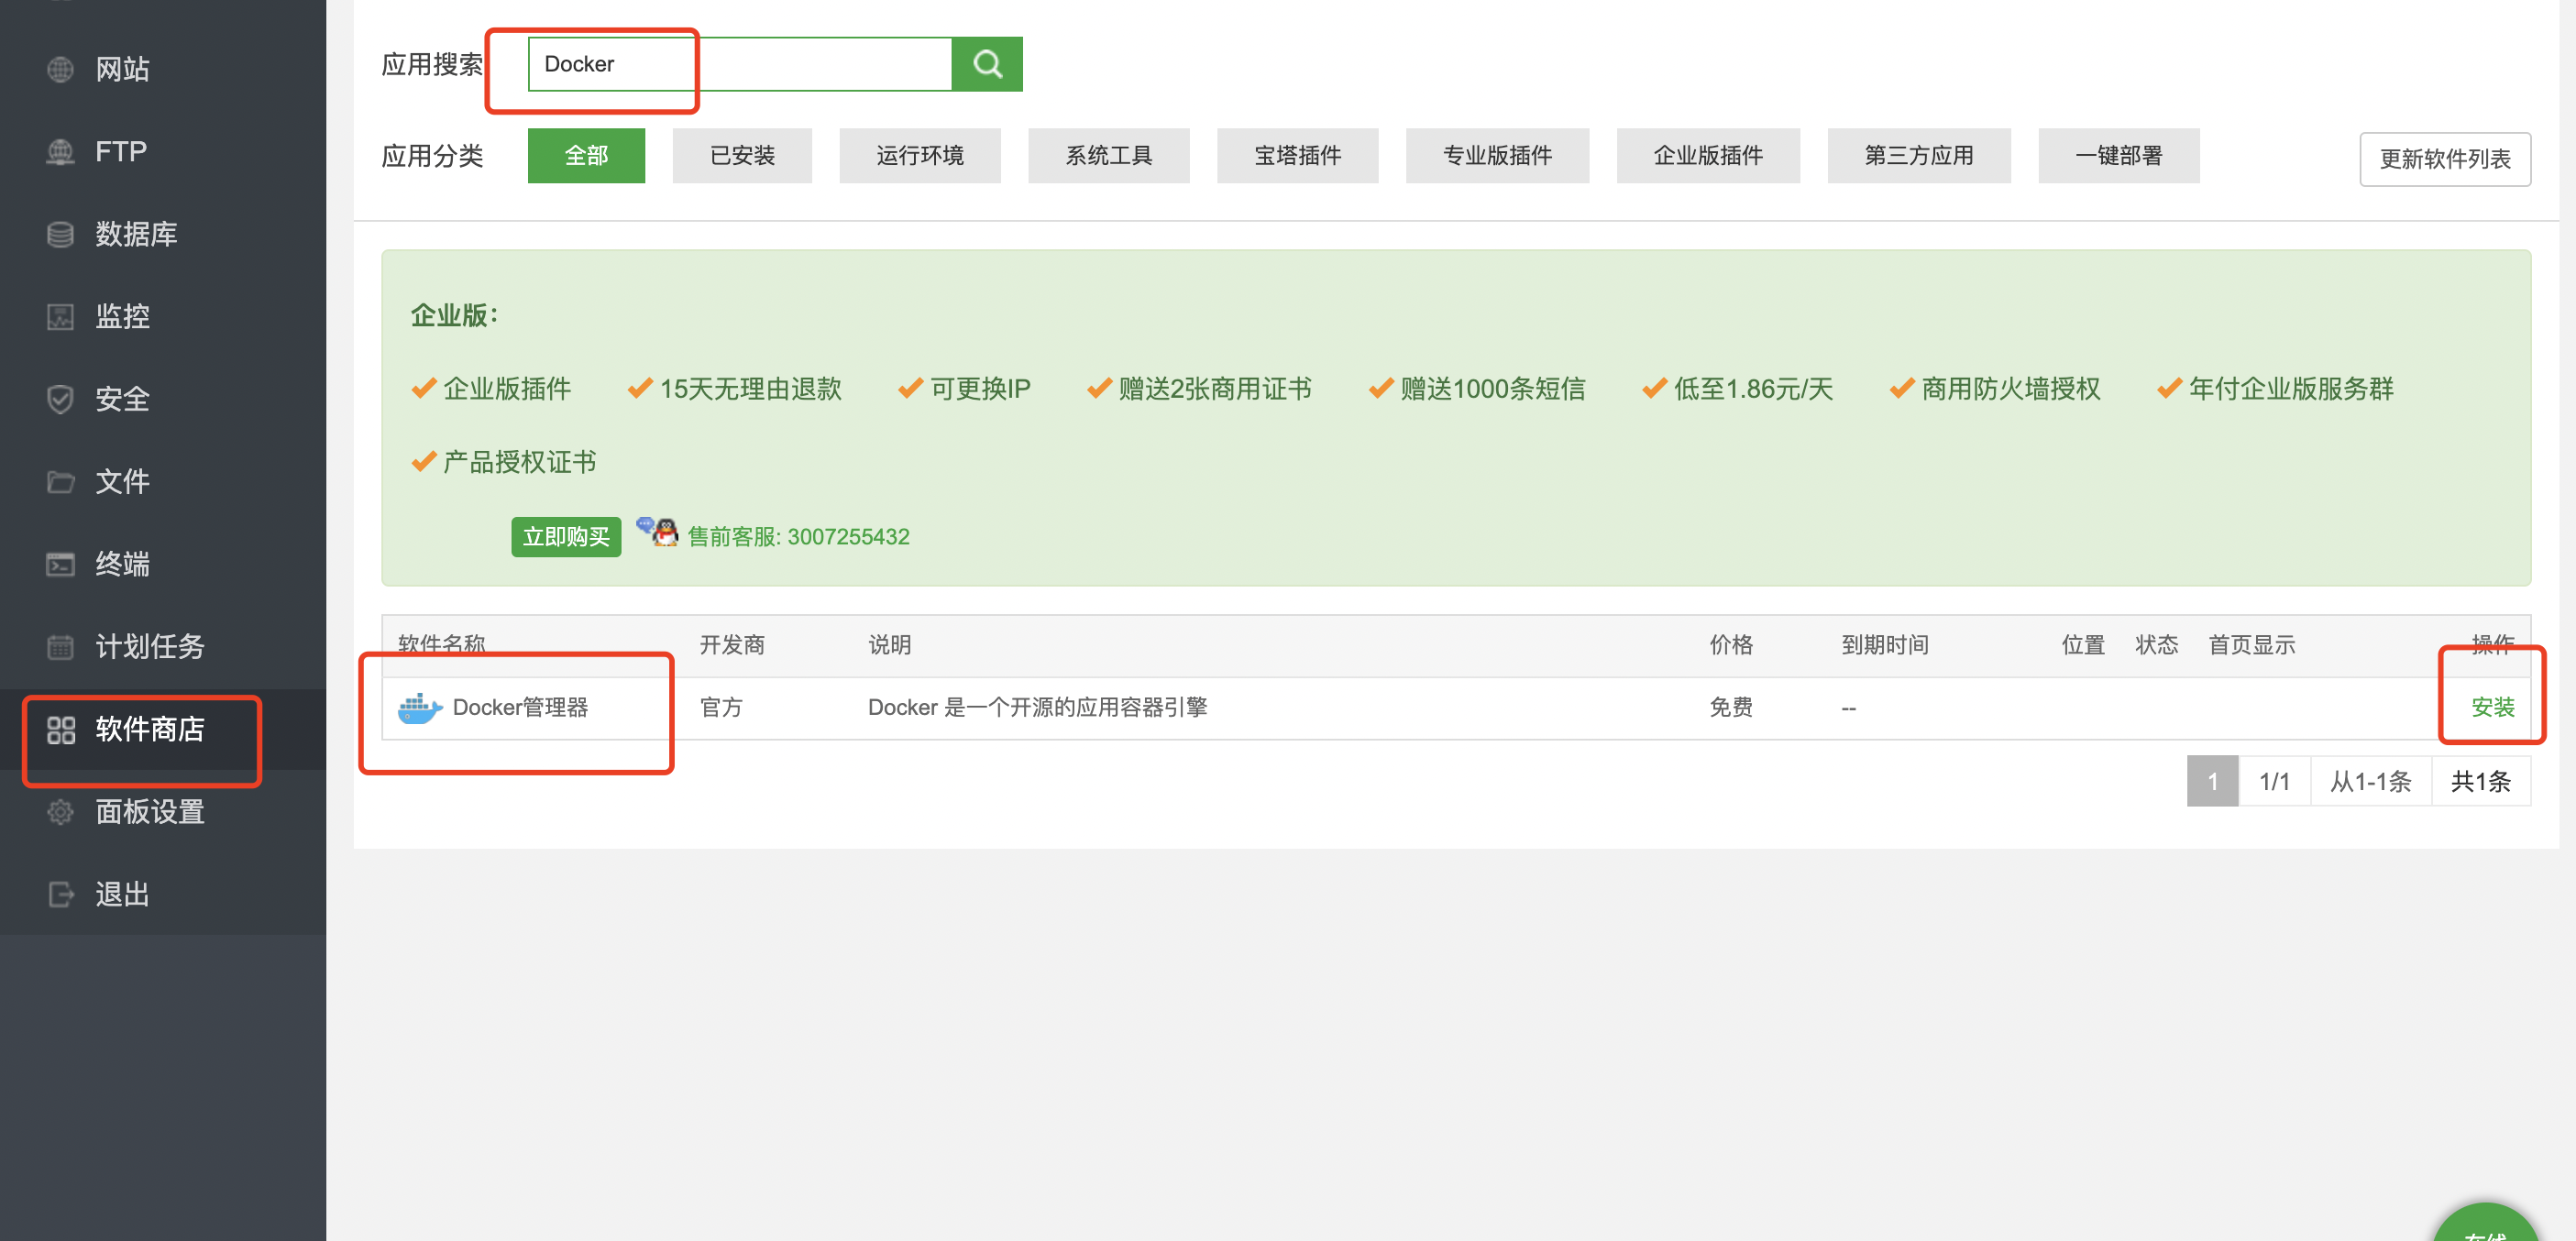 网站
FTP
数据库
监控
安全
文件
终端
计划任务
软件商店
面板设置
退出
应用搜索 Docker
应用分类 全部 已安装 运行环境 系统工具 宝塔插件 专业版插件 企业版插件 第三方应用 一键部署 更新软件列表
企业版：
企业版插件 15天无理由退款 可更换IP 赠送2张商用证书 赠送1000条短信 低至1.86元/天 商用防火墙授权 年付企业版服务群
产品授权证书
立即购买 售前客服: 3007255432
软件名称 开发商 说明 价格 到期时间 位置 状态 首页显示 操作
Docker管理器 官方 Docker 是一个开源的应用容器引擎 免费 -- 安装
1 1/1 从1-1条 共1条
在线